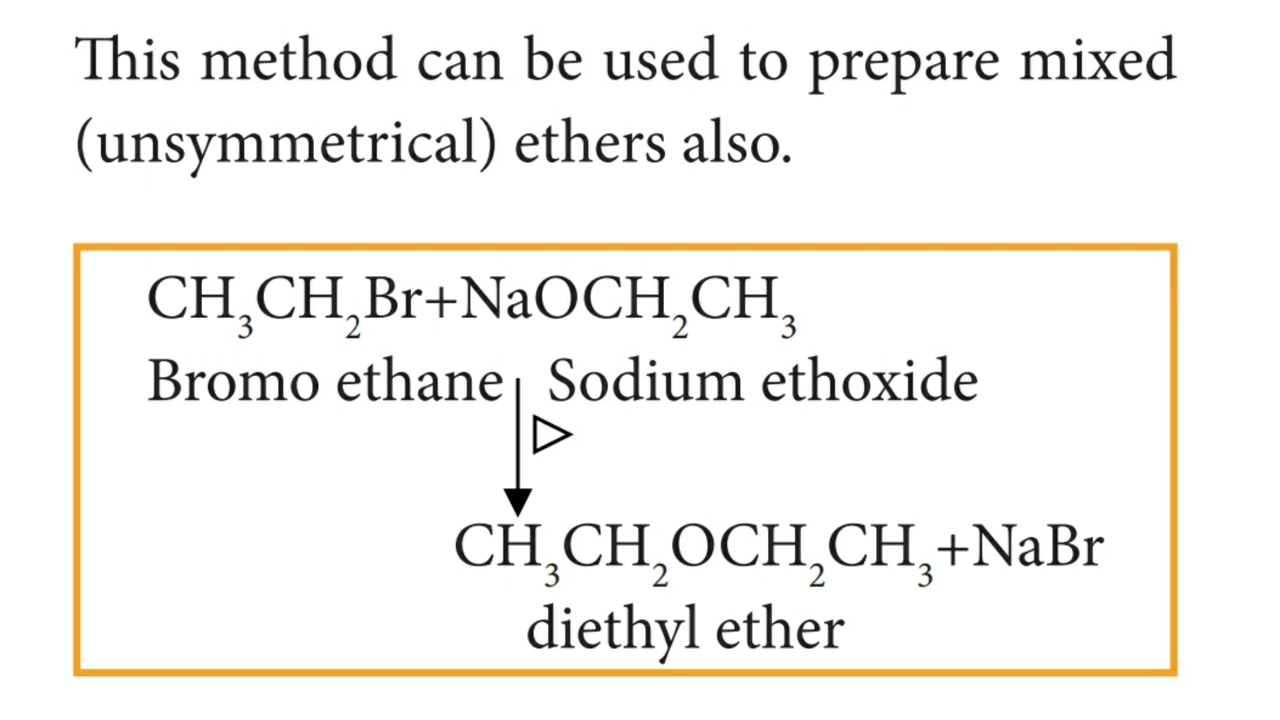 This method can be used to prepare mixed
(unsymmetrical) ethers also.
CH₃CH₂Br+NaOCH₂CH₃
Bromo ethane Sodium ethoxide
CH₃CH₂OCH₂CH₃+NaBr
diethyl ether